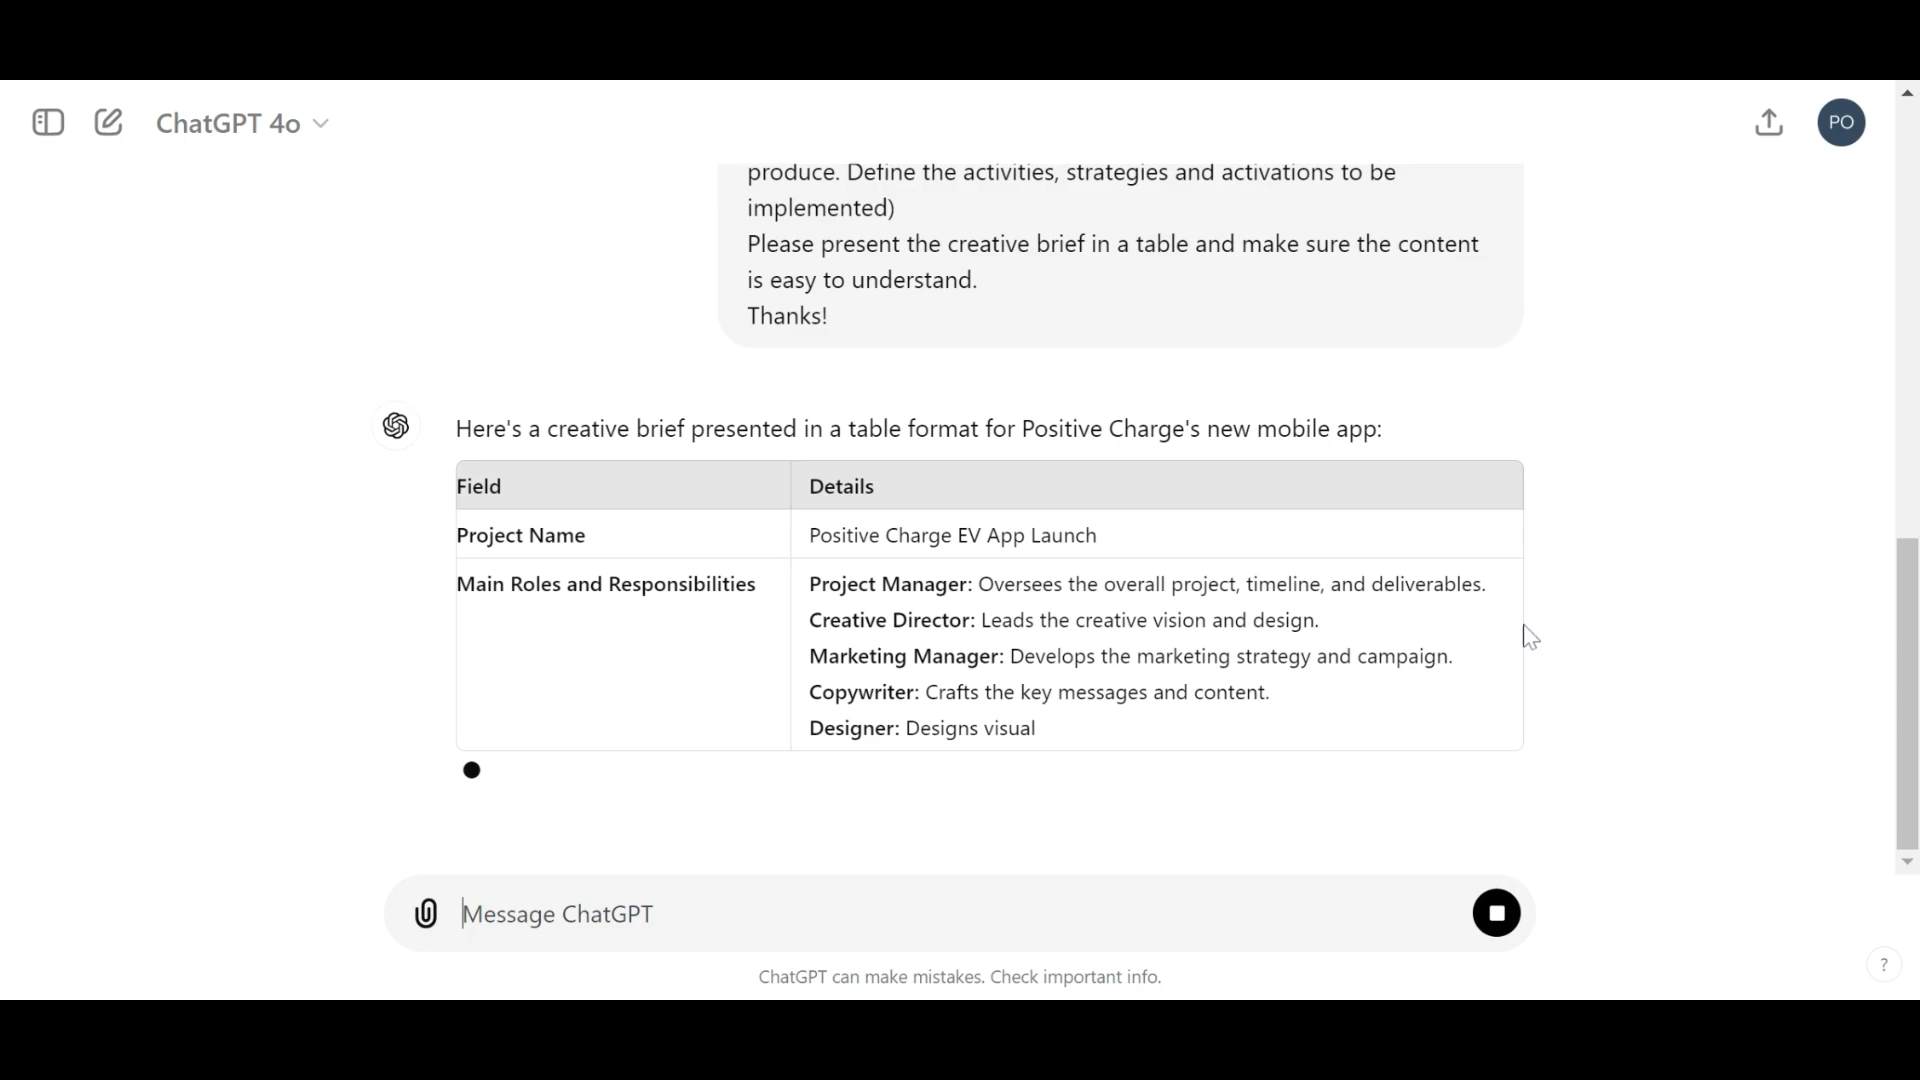 ChatGPT 4o
PO
produce. Define the activities, strategies and activations to be
implemented)
Please present the creative brief in a table and make sure the content
is easy to understand.
Thanks!
Here's a creative brief presented in a table format for Positive Charge's new mobile app:
Field Details
Project Name Positive Charge EV App Launch
Main Roles and Responsibilities Project Manager: Oversees the overall project, timeline, and deliverables.
Creative Director: Leads the creative vision and design.
Marketing Manager: Develops the marketing strategy and campaign.
Copywriter: Crafts the key messages and content.
Designer: Designs visual
Message ChatGPT
ChatGPT can make mistakes. Check important info.
?